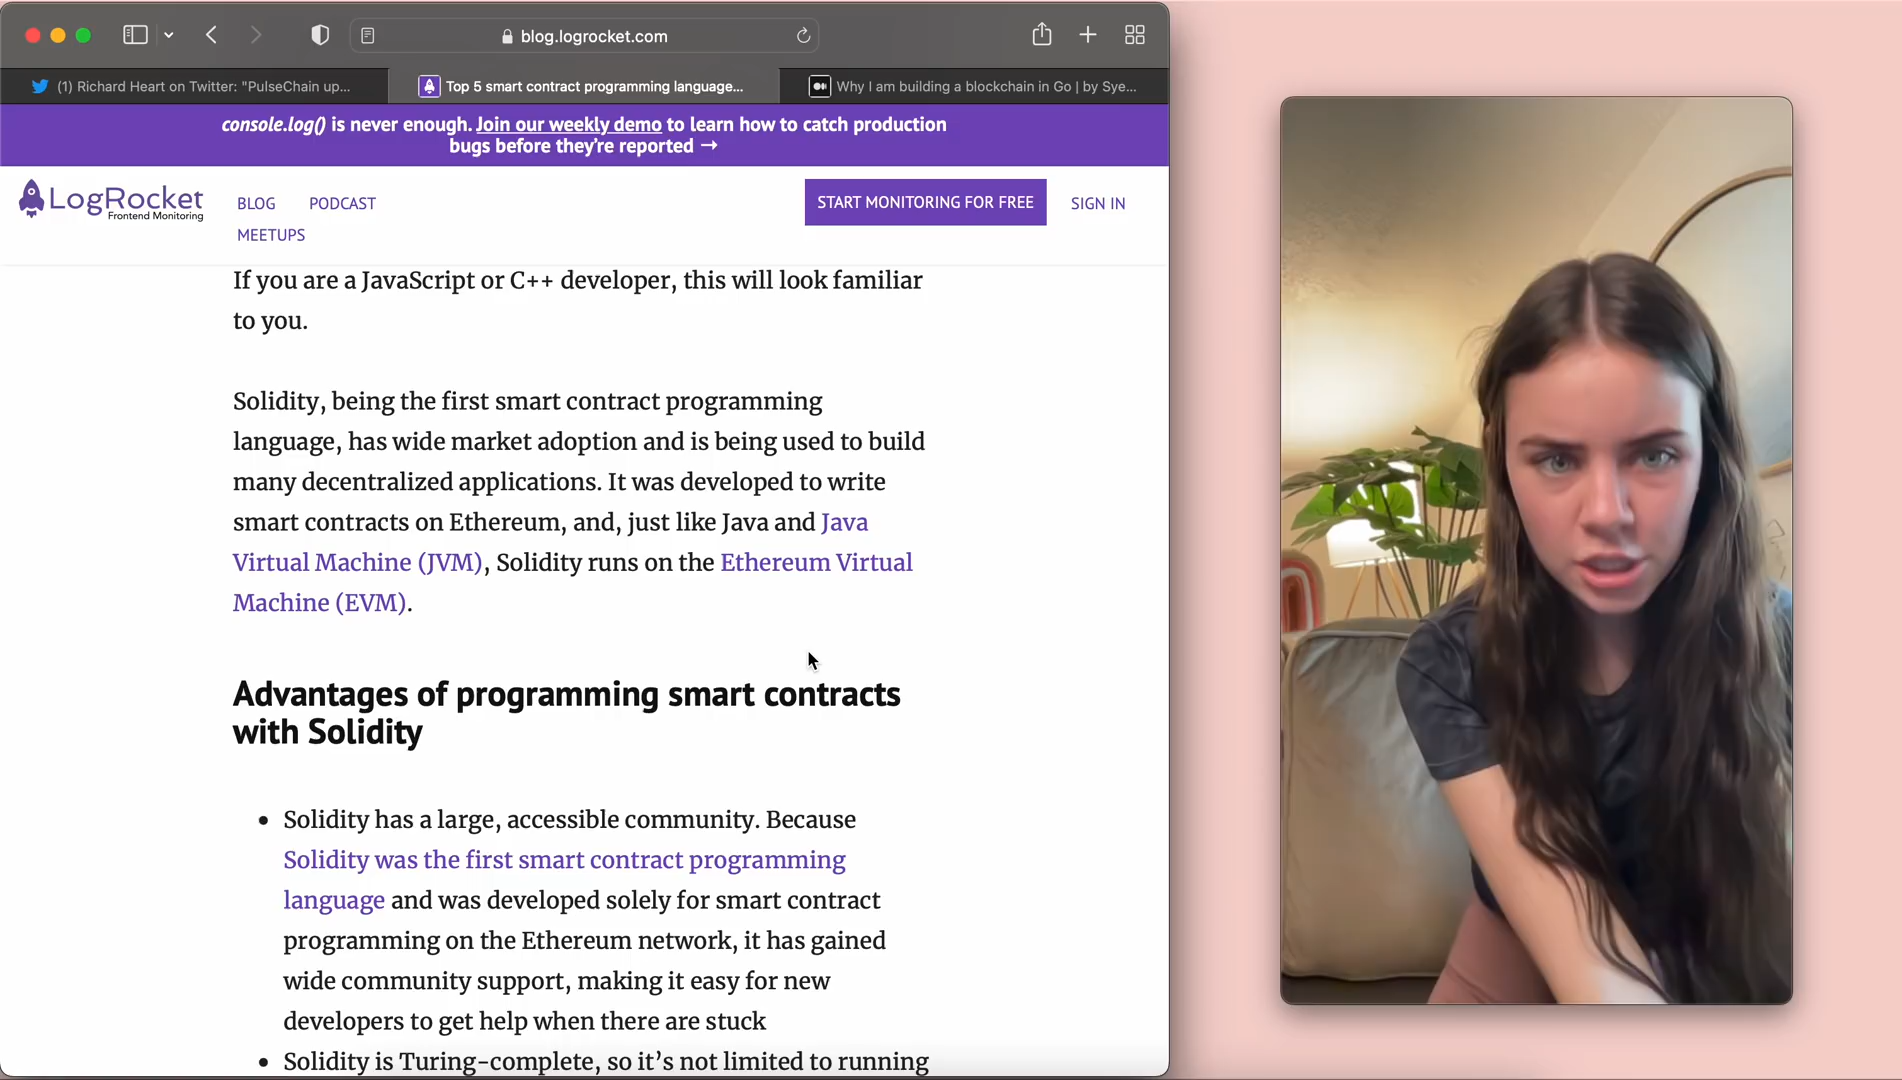 blog.logrocket.com
(1) Richard Heart on Twitter: "PulseChain up...
Top 5 smart contract programming language...
Why I am building a blockchain in Go | by Sye...
console.log() is never enough. Join our weekly demo to learn how to catch production
bugs before they're reported →
LogRocket
Frontend Monitoring
BLOG
PODCAST
MEETUPS
START MONITORING FOR FREE
SIGN IN
If you are a JavaScript or C++ developer, this will look familiar
to you.
Solidity, being the first smart contract programming
language, has wide market adoption and is being used to build
many decentralized applications. It was developed to write
smart contracts on Ethereum, and, just like Java and Java
Virtual Machine (JVM), Solidity runs on the Ethereum Virtual
Machine (EVM).
Advantages of programming smart contracts
with Solidity
• Solidity has a large, accessible community. Because
Solidity was the first smart contract programming
language and was developed solely for smart contract
programming on the Ethereum network, it has gained
wide community support, making it easy for new
developers to get help when there are stuck
• Solidity is Turing-complete, so it's not limited to running